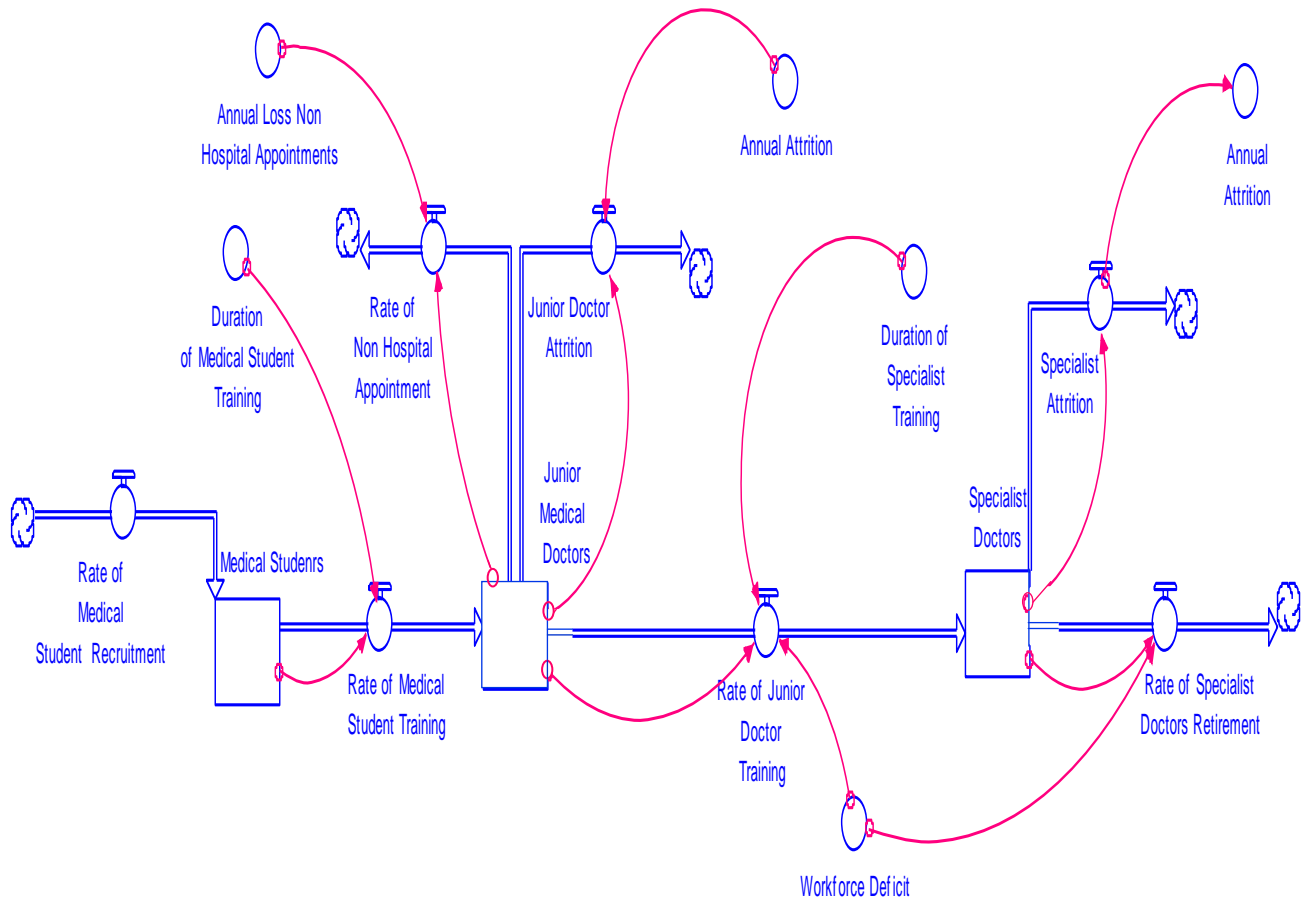 Annual Loss Non
Hospital Appointments
Annual Attrition
Annual
Attrition
Duration
of Medical Student
Training
Rate of
Non Hospital
Appointment
Junior Doctor
Attrition
Duration of
Specialist
Training
Specialist
Attrition
Junior
Medical
Doctors
Specialist
Doctors
Rate of
Medical
Student Recruitment
Medical Studenrs
Rate of Medical
Student Training
Rate of Junior
Doctor
Training
Rate of Specialist
Doctors Retirement
Workforce Deficit